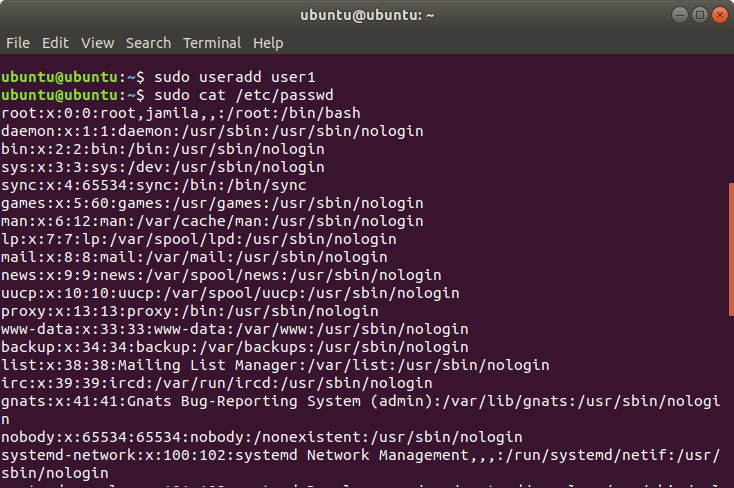 ubuntu@ubuntu: ~
File Edit View Search Terminal Help
ubuntu@ubuntu:~$ sudo useradd user1
ubuntu@ubuntu:~$ sudo cat /etc/passwd
root:x:0:0:root,jamila,,:/root:/bin/bash
daemon:x:1:1:daemon:/usr/sbin:/usr/sbin/nologin
bin:x:2:2:bin:/bin:/usr/sbin/nologin
sys:x:3:3:sys:/dev:/usr/sbin/nologin
sync:x:4:65534:sync:/bin:/bin/sync
games:x:5:60:games:/usr/games:/usr/sbin/nologin
man:x:6:12:man:/var/cache/man:/usr/sbin/nologin
lp:x:7:7:lp:/var/spool/lpd:/usr/sbin/nologin
mail:x:8:8:mail:/var/mail:/usr/sbin/nologin
news:x:9:9:news:/var/spool/news:/usr/sbin/nologin
uucp:x:10:10:uucp:/var/spool/uucp:/usr/sbin/nologin
proxy:x:13:13:proxy:/bin:/usr/sbin/nologin
www-data:x:33:33:www-data:/var/www:/usr/sbin/nologin
backup:x:34:34:backup:/var/backups:/usr/sbin/nologin
list:x:38:38:Mailing List Manager:/var/list:/usr/sbin/nologin
irc:x:39:39:ircd:/var/run/ircd:/usr/sbin/nologin
gnats:x:41:41:Gnats Bug-Reporting System (admin):/var/lib/gnats:/usr/sbin/nologi
n
nobody:x:65534:65534:nobody:/nonexistent:/usr/sbin/nologin
systemd-network:x:100:102:systemd Network Management,,,:/run/systemd/netif:/usr/
sbin/nologin